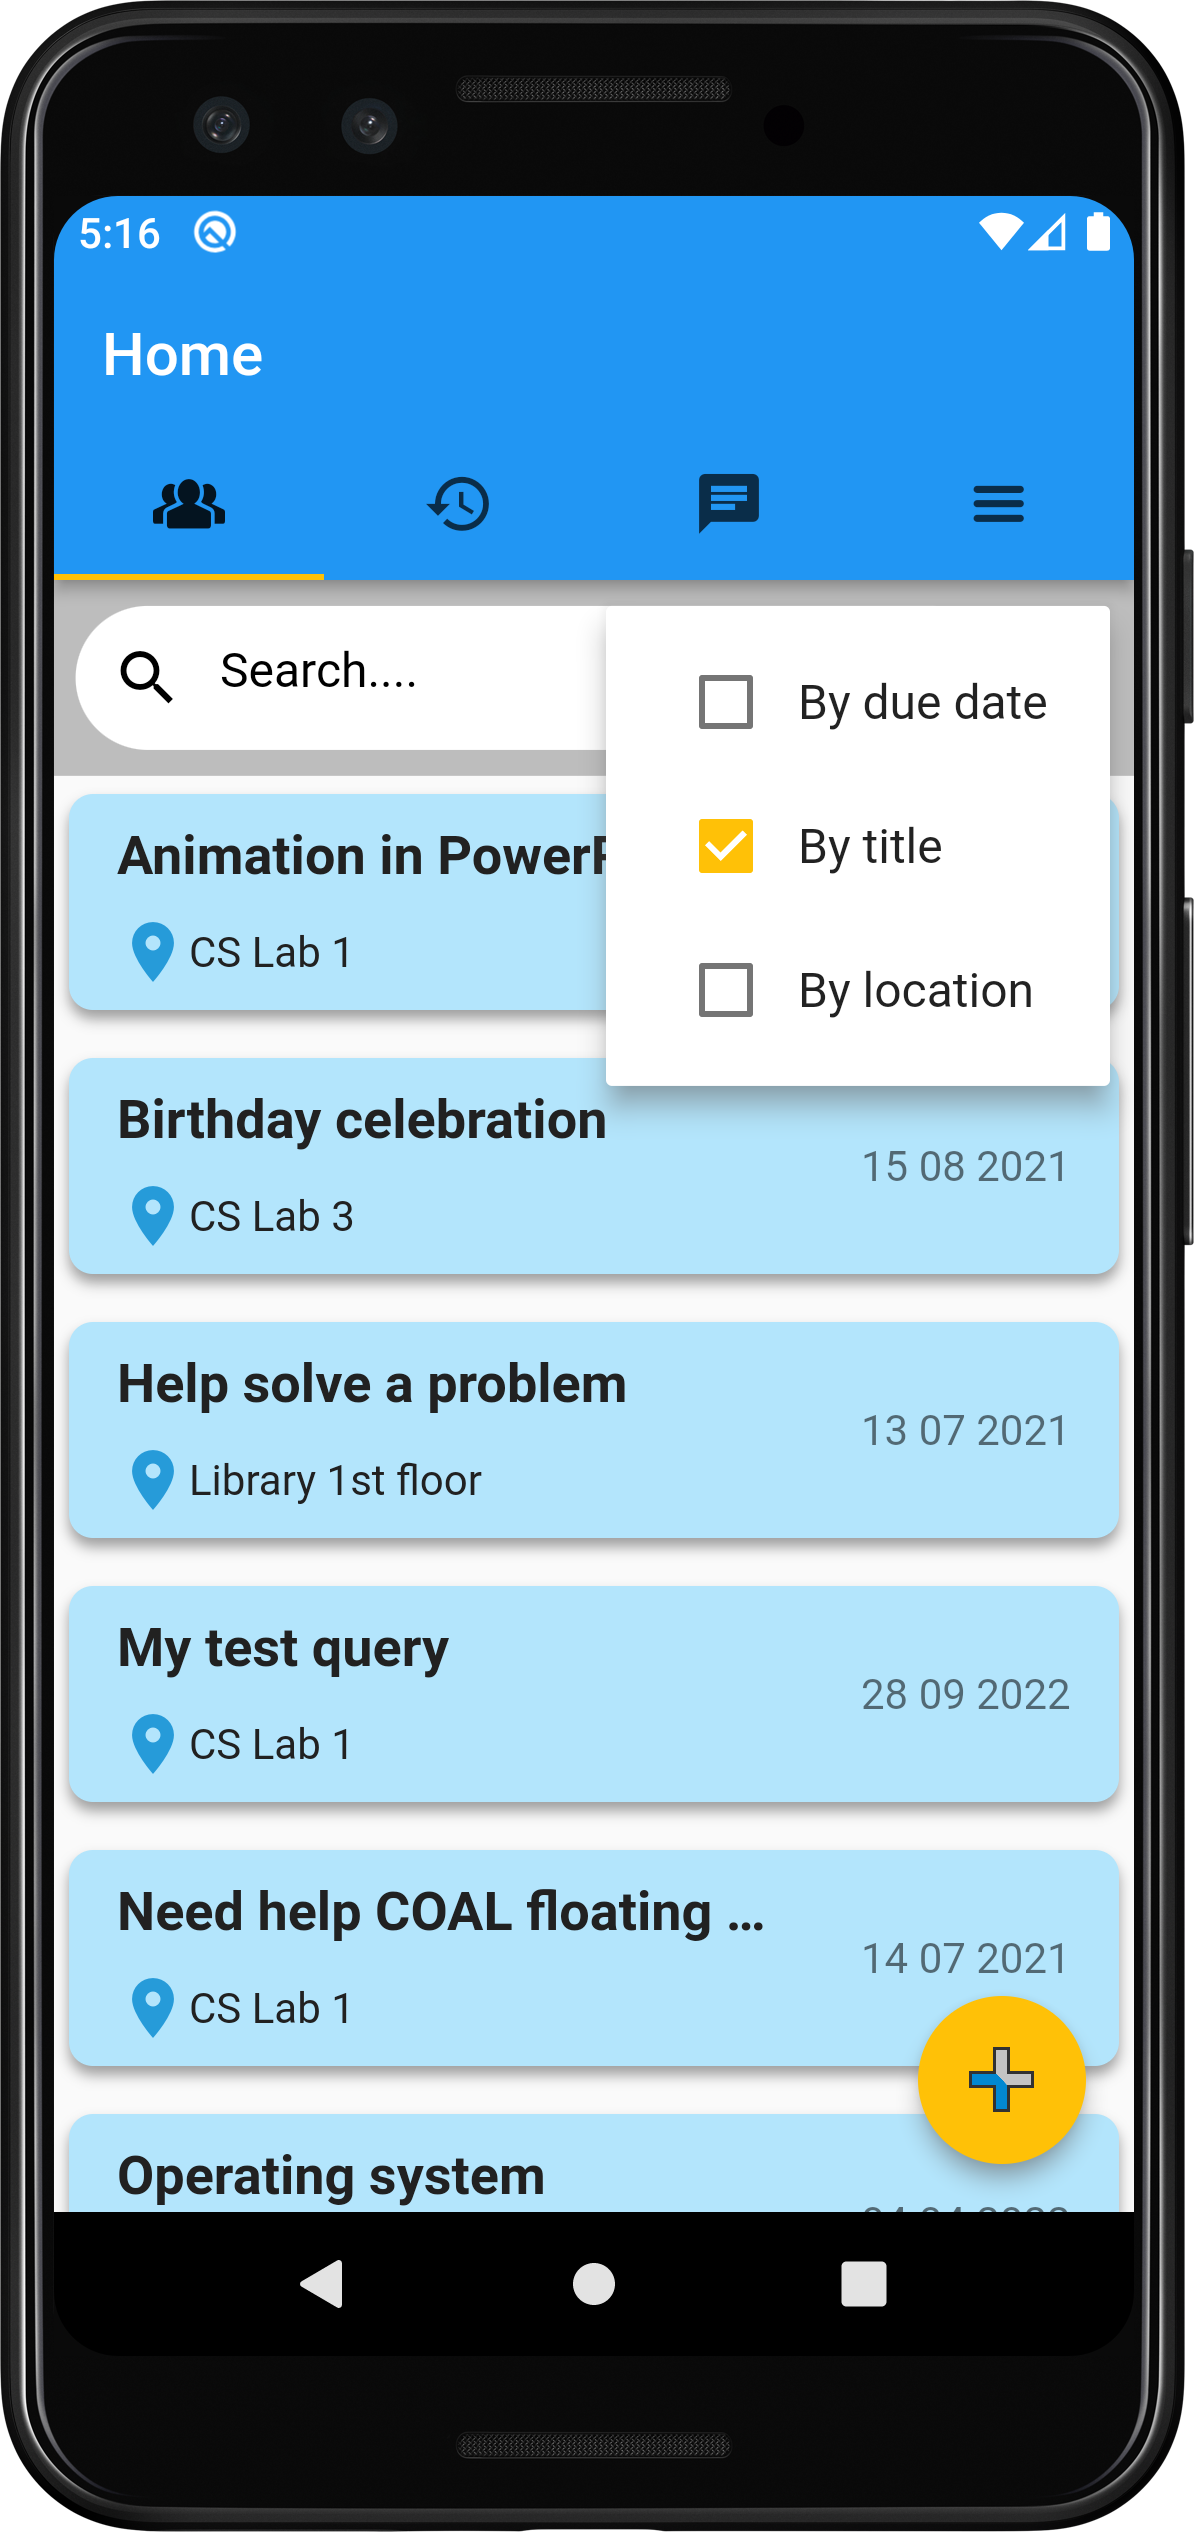 5:16
Home
Search....
By due date
By title
By location
Animation in
CS Lab 1
Birthday celebration
15 08 2021
CS Lab 3
Help solve a problem
13 07 2021
Library 1st floor
My test query
28 09 2022
CS Lab 1
Need help COAL floating ...
14 07 2021
CS Lab 1
Operating system